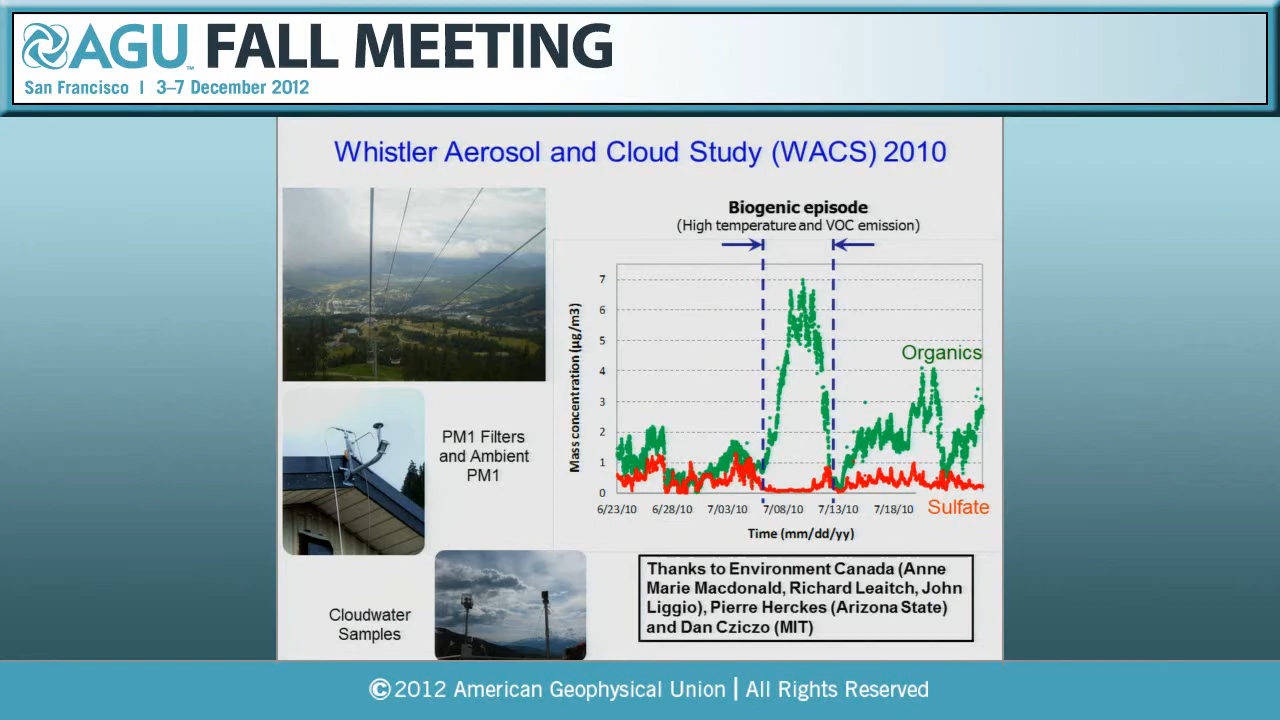 AGU™ FALL MEETING
San Francisco | 3–7 December 2012
Whistler Aerosol and Cloud Study (WACS) 2010
Biogenic episode
(High temperature and VOC emission)
7
6
5
4
3
2
1
0
Mass concentration (µg/m3)
Organics
Sulfate
6/23/10 6/28/10 7/03/10 7/08/10 7/13/10 7/18/10
Time (mm/dd/yy)
PM1 Filters
and Ambient
PM1
Cloudwater
Samples
Thanks to Environment Canada (Anne
Marie Macdonald, Richard Leaitch, John
Liggio), Pierre Herckes (Arizona State)
and Dan Cziczo (MIT)
©2012 American Geophysical Union | All Rights Reserved